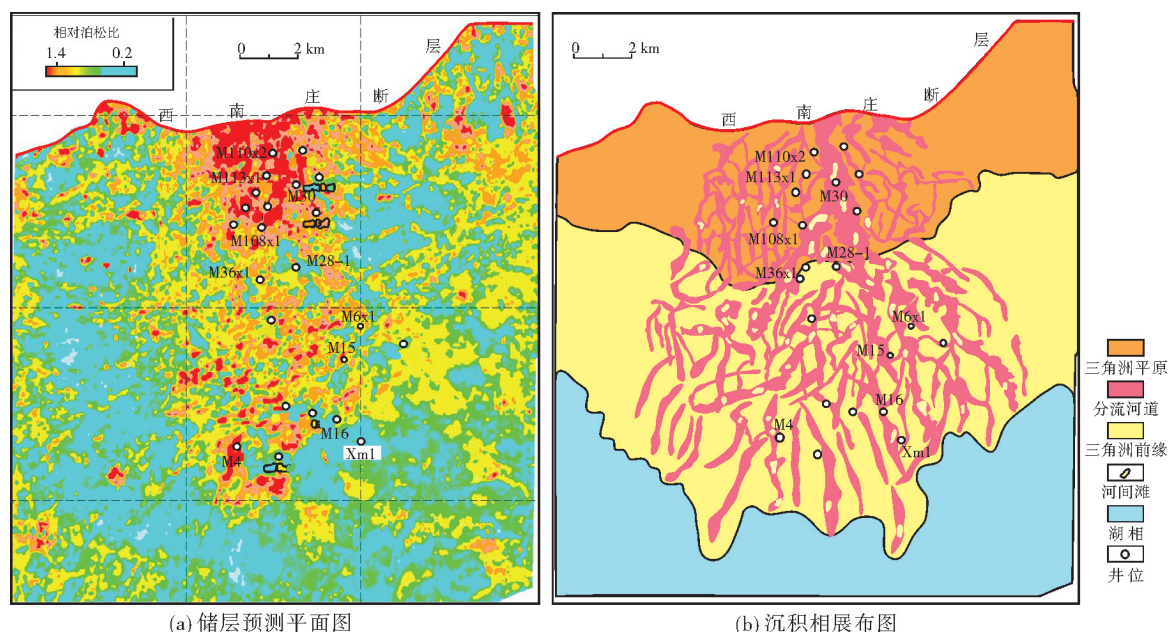 相对泊松比
1.4 0.2
0 2 km
西南庄断层
M110x2
M113x1
M30
M108x1
M28-1
M36x1
M6x1
M15
M16
M4
Xm1
(a) 储层预测平面图
0 2 km
西南庄断层
M110x2
M113x1
M30
M108x1
M28-1
M36x1
M6x1
M15
M16
M4
Xm1
(b) 沉积相展布图
三角洲平原
分流河道
三角洲前缘
河间滩
湖相
井位